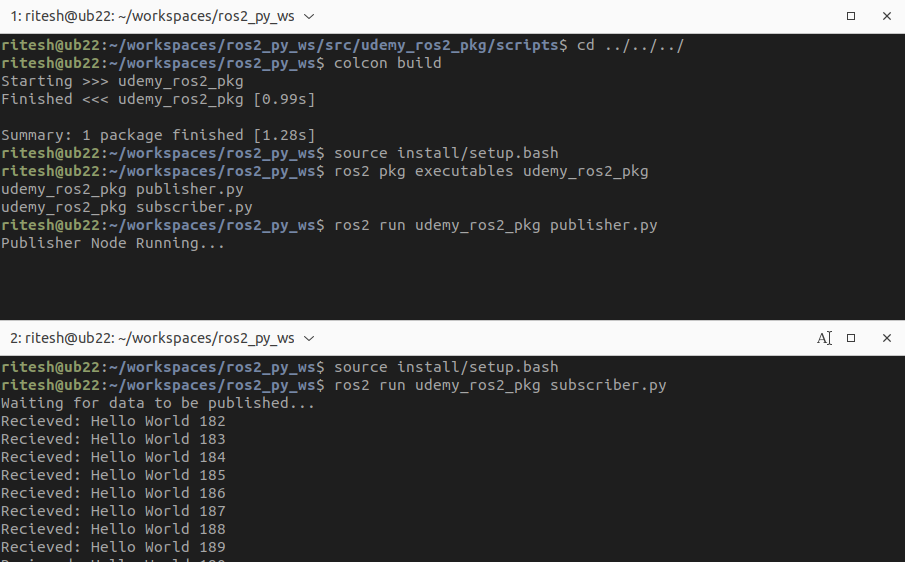 1: ritesh@ub22: ~/workspaces/ros2_py_ws
ritesh@ub22:~/workspaces/ros2_py_ws/src/udemy_ros2_pkg/scripts$ cd ../../../
ritesh@ub22:~/workspaces/ros2_py_ws$ colcon build
Starting >>> udemy_ros2_pkg
Finished <<< udemy_ros2_pkg [0.99s]
Summary: 1 package finished [1.28s]
ritesh@ub22:~/workspaces/ros2_py_ws$ source install/setup.bash
ritesh@ub22:~/workspaces/ros2_py_ws$ ros2 pkg executables udemy_ros2_pkg
udemy_ros2_pkg publisher.py
udemy_ros2_pkg subscriber.py
ritesh@ub22:~/workspaces/ros2_py_ws$ ros2 run udemy_ros2_pkg publisher.py
Publisher Node Running...
2: ritesh@ub22: ~/workspaces/ros2_py_ws
ritesh@ub22:~/workspaces/ros2_py_ws$ source install/setup.bash
ritesh@ub22:~/workspaces/ros2_py_ws$ ros2 run udemy_ros2_pkg subscriber.py
Waiting for data to be published...
Recieved: Hello World 182
Recieved: Hello World 183
Recieved: Hello World 184
Recieved: Hello World 185
Recieved: Hello World 186
Recieved: Hello World 187
Recieved: Hello World 188
Recieved: Hello World 189